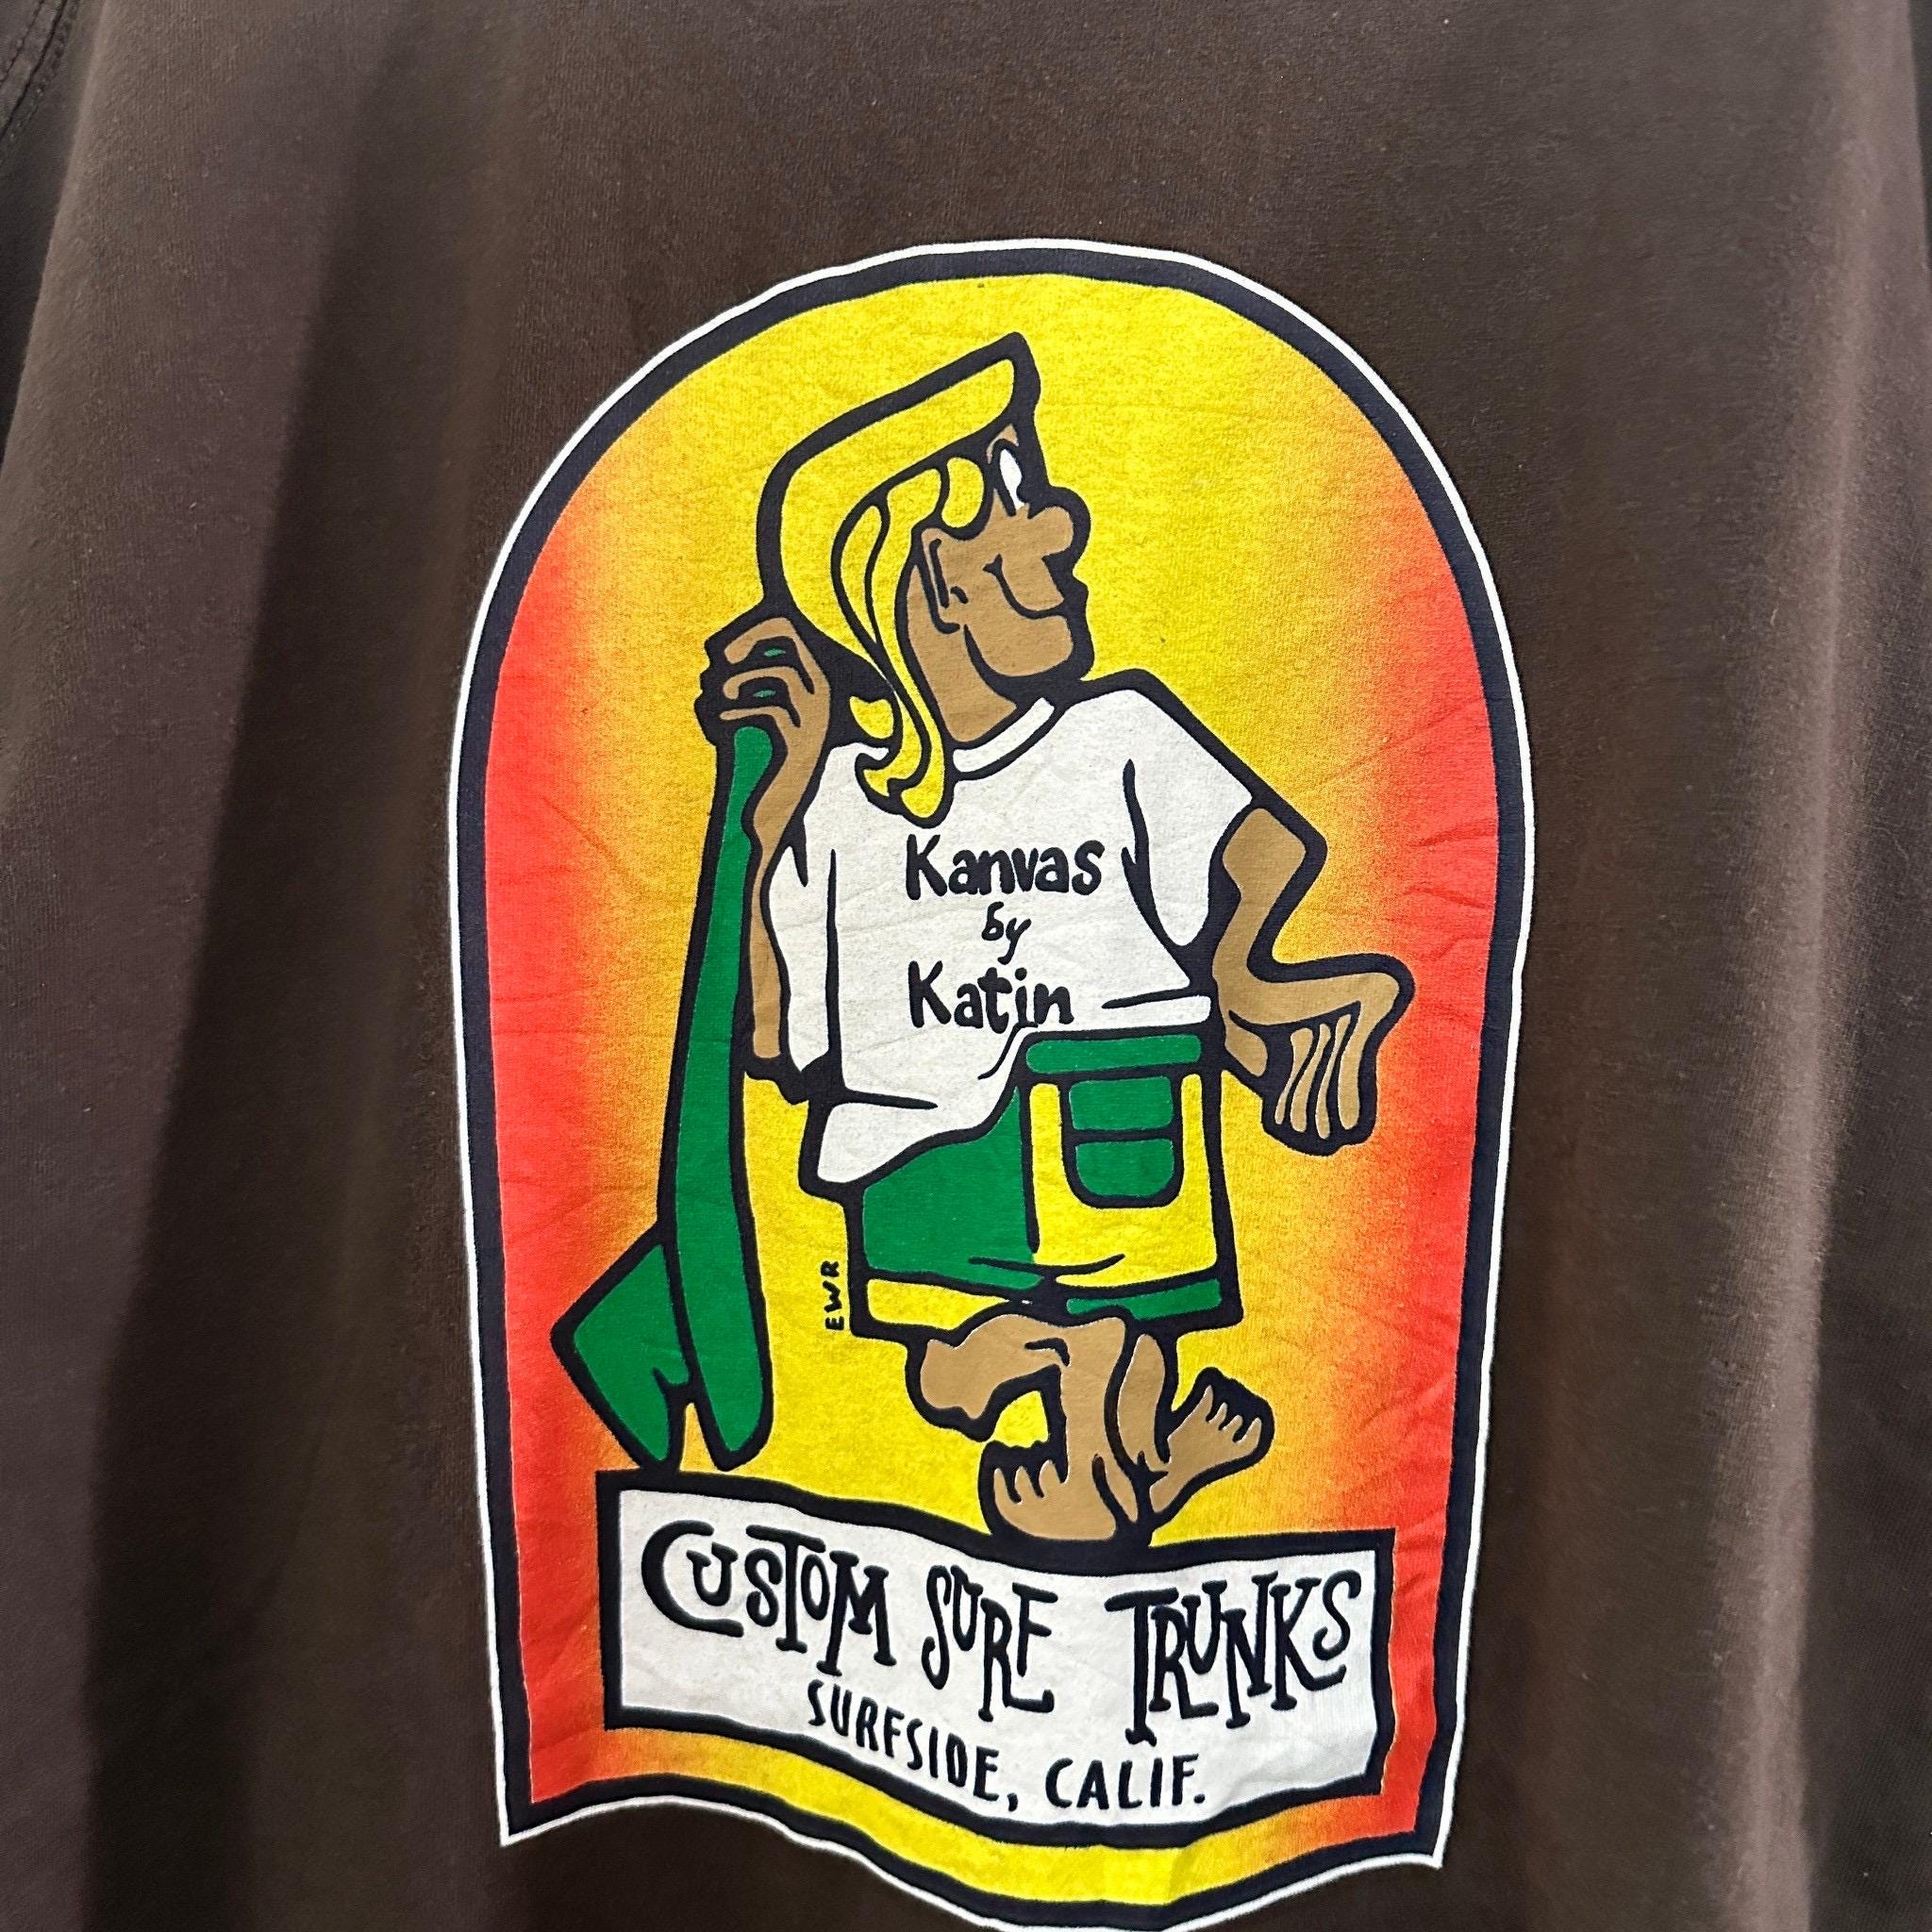 Kanvas
by
Katin
EWR
CUSTOM SURF TRUNKS
SURFSIDE, CALIF.